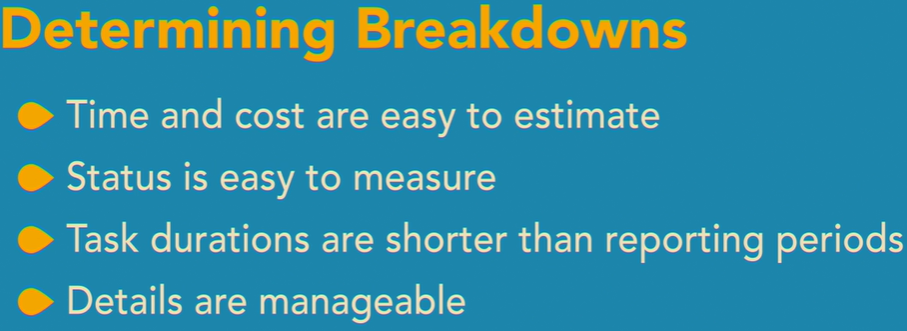 Determining Breakdowns
Time and cost are easy to estimate
Status is easy to measure
Task durations are shorter than reporting periods
Details are manageable